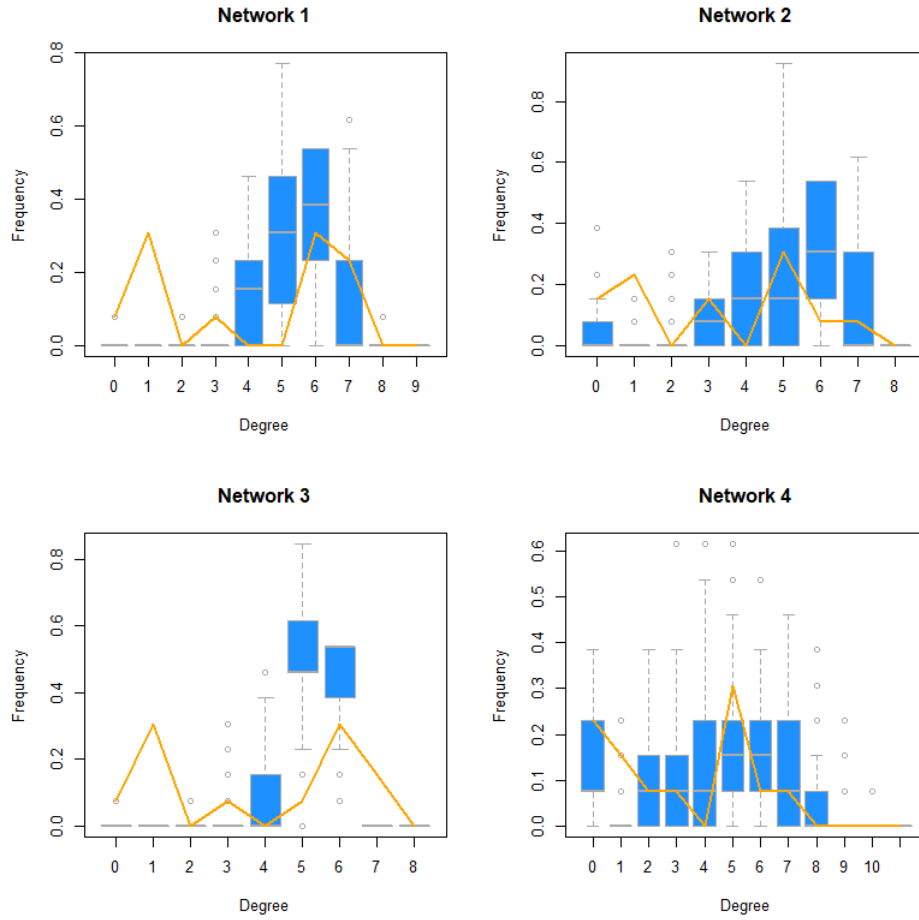 Network 1
Frequency
0.0 0.2 0.4 0.6 0.8
0 1 2 3 4 5 6 7 8 9
Degree
Network 2
Frequency
0.0 0.2 0.4 0.6 0.8
0 1 2 3 4 5 6 7 8
Degree
Network 3
Frequency
0.0 0.2 0.4 0.6 0.8
0 1 2 3 4 5 6 7 8
Degree
Network 4
Frequency
0.0 0.1 0.2 0.3 0.4 0.5 0.6
0 1 2 3 4 5 6 7 8 9 10
Degree